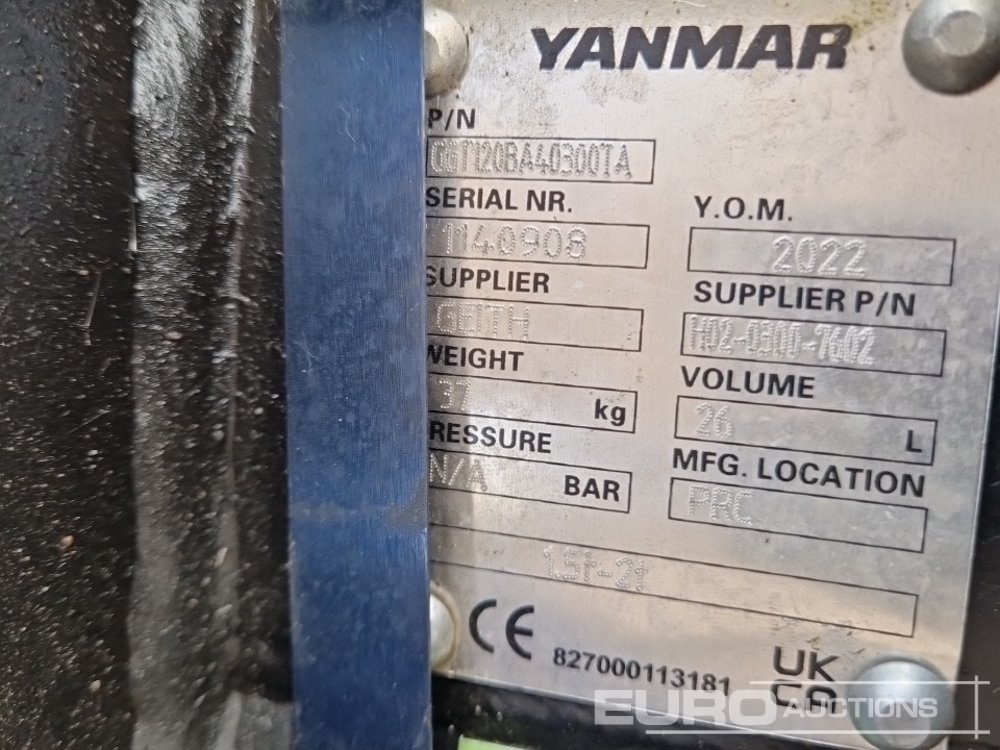 YANMAR
P/N
SERIAL NR.
1140908
Y.O.M.
2022
SUPPLIER
GEITH
SUPPLIER P/N
H02-0300-7602
WEIGHT
37 kg
VOLUME
26 L
PRESSURE
N/A BAR
MFG. LOCATION
PRC
1.5t-2t
CE 827000113181 UK
CA
EURO AUCTIONS